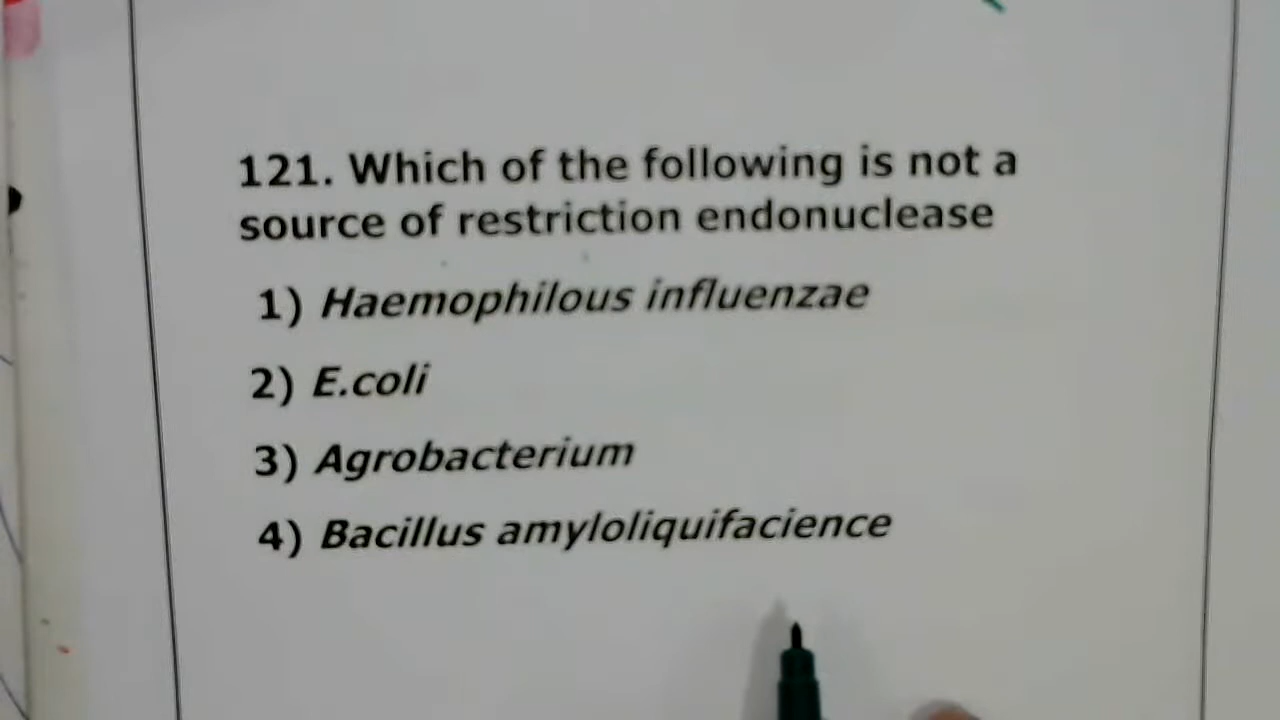 121. Which of the following is not a
source of restriction endonuclease
1) Haemophilous influenzae
2) E.coli
3) Agrobacterium
4) Bacillus amyloliquifacience